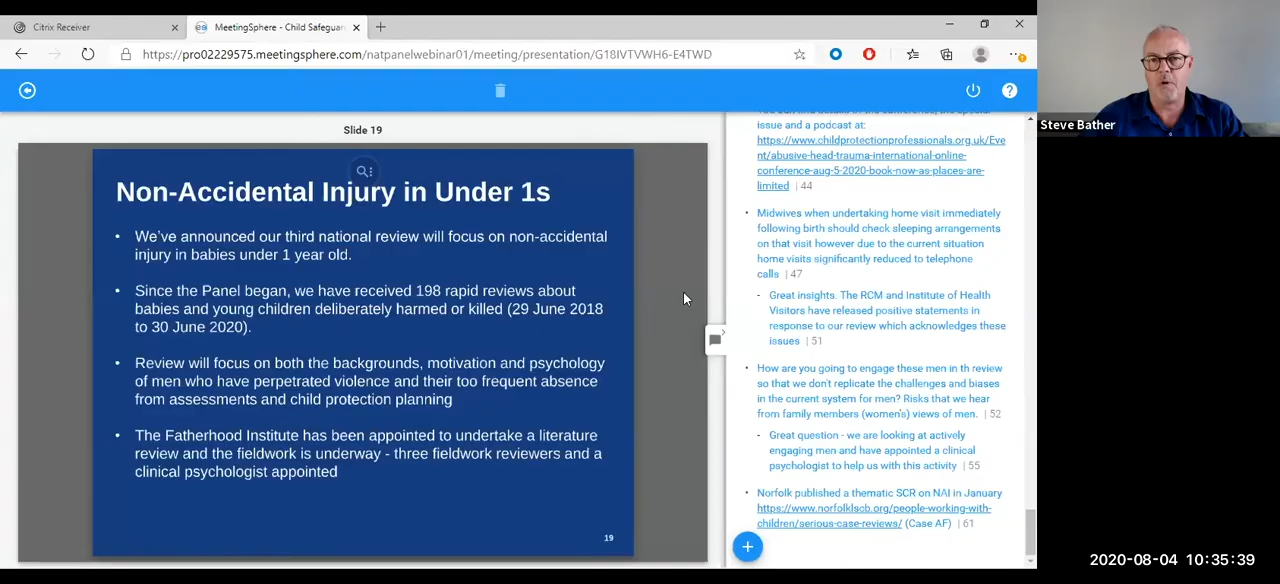 Citrix Receiver
MeetingSphere - Child Safeguar
https://pro02229575.meetingsphere.com/natpanelwebinar01/meeting/presentation/G18IVTVWH6-E4TWD
Slide 19
Non-Accidental Injury in Under 1s
• We've announced our third national review will focus on non-accidental
injury in babies under 1 year old.
• Since the Panel began, we have received 198 rapid reviews about
babies and young children deliberately harmed or killed (29 June 2018
to 30 June 2020).
• Review will focus on both the backgrounds, motivation and psychology
of men who have perpetrated violence and their too frequent absence
from assessments and child protection planning
• The Fatherhood Institute has been appointed to undertake a literature
review and the fieldwork is underway - three fieldwork reviewers and a
clinical psychologist appointed
19
issue and a podcast at:
https://www.childprotectionprofessionals.org.uk/Eve
nt/abusive-head-trauma-international-online-
conference-aug-5-2020-book-now-as-places-are-
limited | 44
• Midwives when undertaking home visit immediately
following birth should check sleeping arrangements
on that visit however due to the current situation
home visits significantly reduced to telephone
calls | 47
- Great insights. The RCM and Institute of Health
Visitors have released positive statements in
response to our review which acknowledges these
issues | 51
• How are you going to engage these men in th review
so that we don't replicate the challenges and biases
in the current system for men? Risks that we hear
from family members (women's) views of men. | 52
- Great question - we are looking at actively
engaging men and have appointed a clinical
psychologist to help us with this activity | 55
• Norfolk published a thematic SCR on NAI in January
https://www.norfolklscb.org/people-working-with-
children/serious-case-reviews/ (Case AF) | 61
Steve Bather
2020-08-04 10:35:39